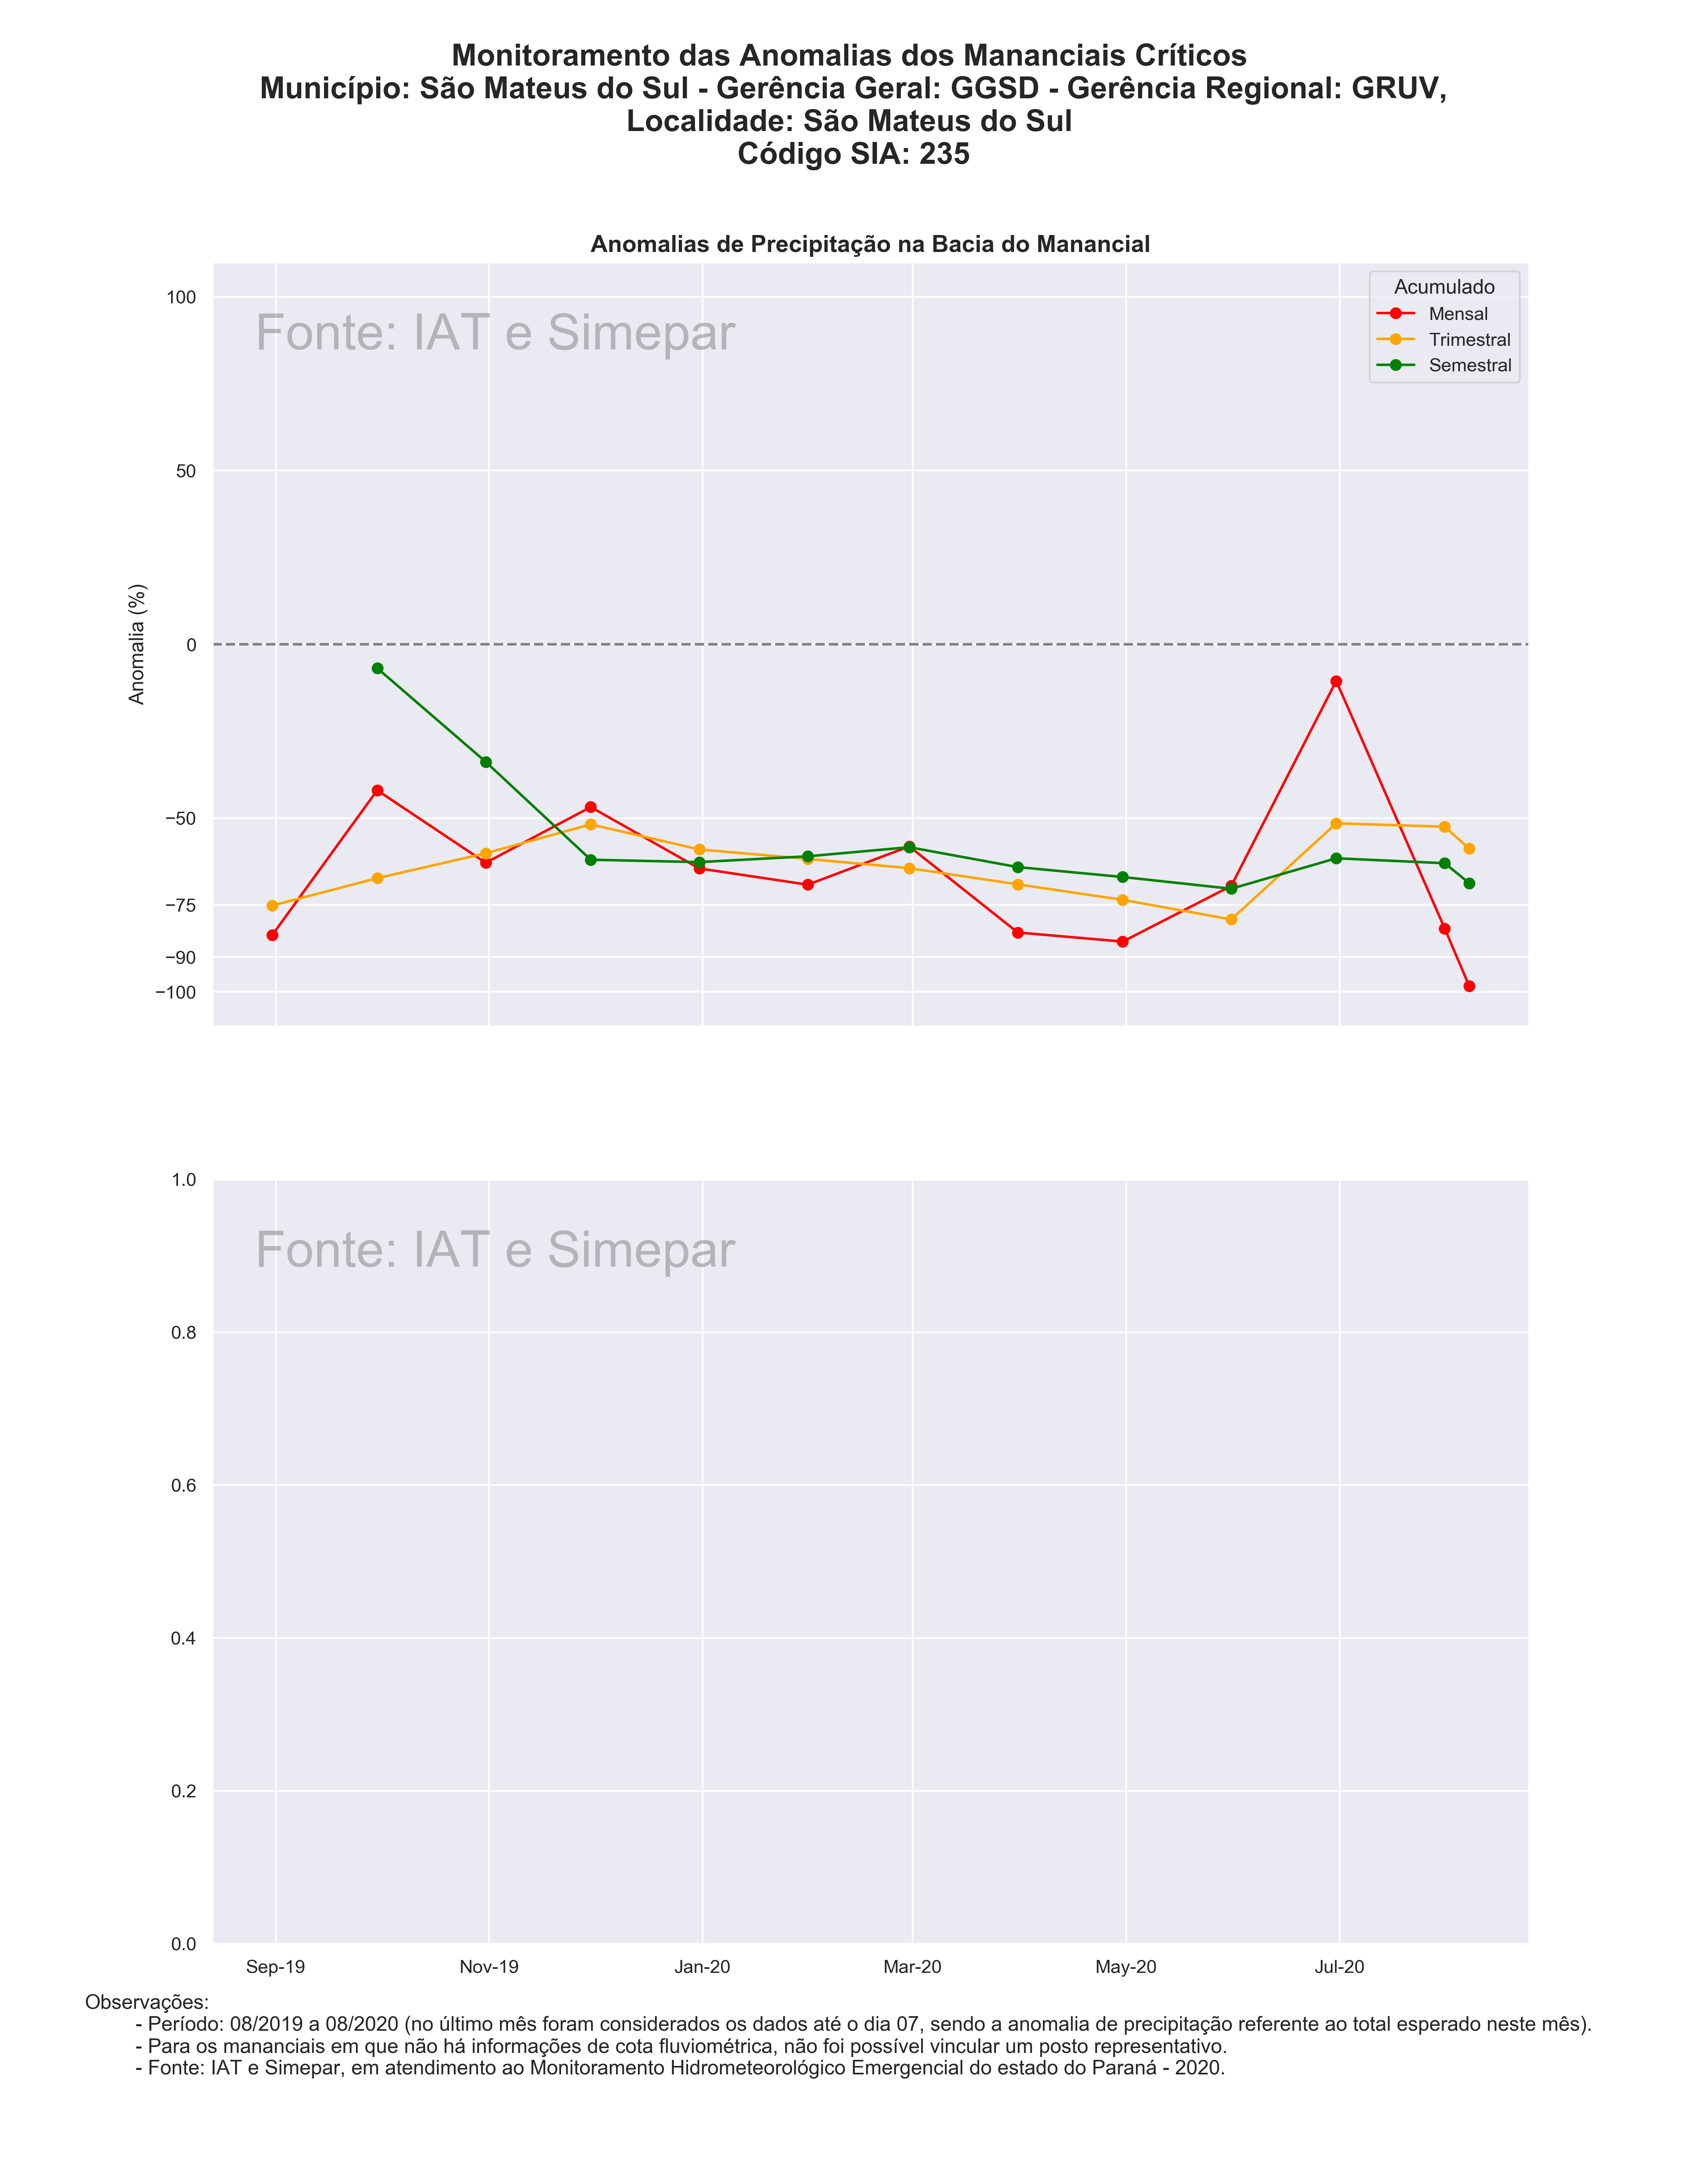 Monitoramento das Anomalias dos Mananciais Críticos
Município: São Mateus do Sul - Gerência Geral: GGSD - Gerência Regional: GRUV,
Localidade: São Mateus do Sul
Código SIA: 235
Anomalias de Precipitação na Bacia do Manancial
Fonte: IAT e Simepar
Acumulado
Mensal
Trimestral
Semestral
Anomalia (%)
100
50
0
−50
−75
−90
−100
Fonte: IAT e Simepar
1.0
0.8
0.6
0.4
0.2
0.0
Sep-19 Nov-19 Jan-20 Mar-20 May-20 Jul-20
Observações:
- Período: 08/2019 a 08/2020 (no último mês foram considerados os dados até o dia 07, sendo a anomalia de precipitação referente ao total esperado neste mês).
- Para os mananciais em que não há informações de cota fluviométrica, não foi possível vincular um posto representativo.
- Fonte: IAT e Simepar, em atendimento ao Monitoramento Hidrometeorológico Emergencial do estado do Paraná - 2020.